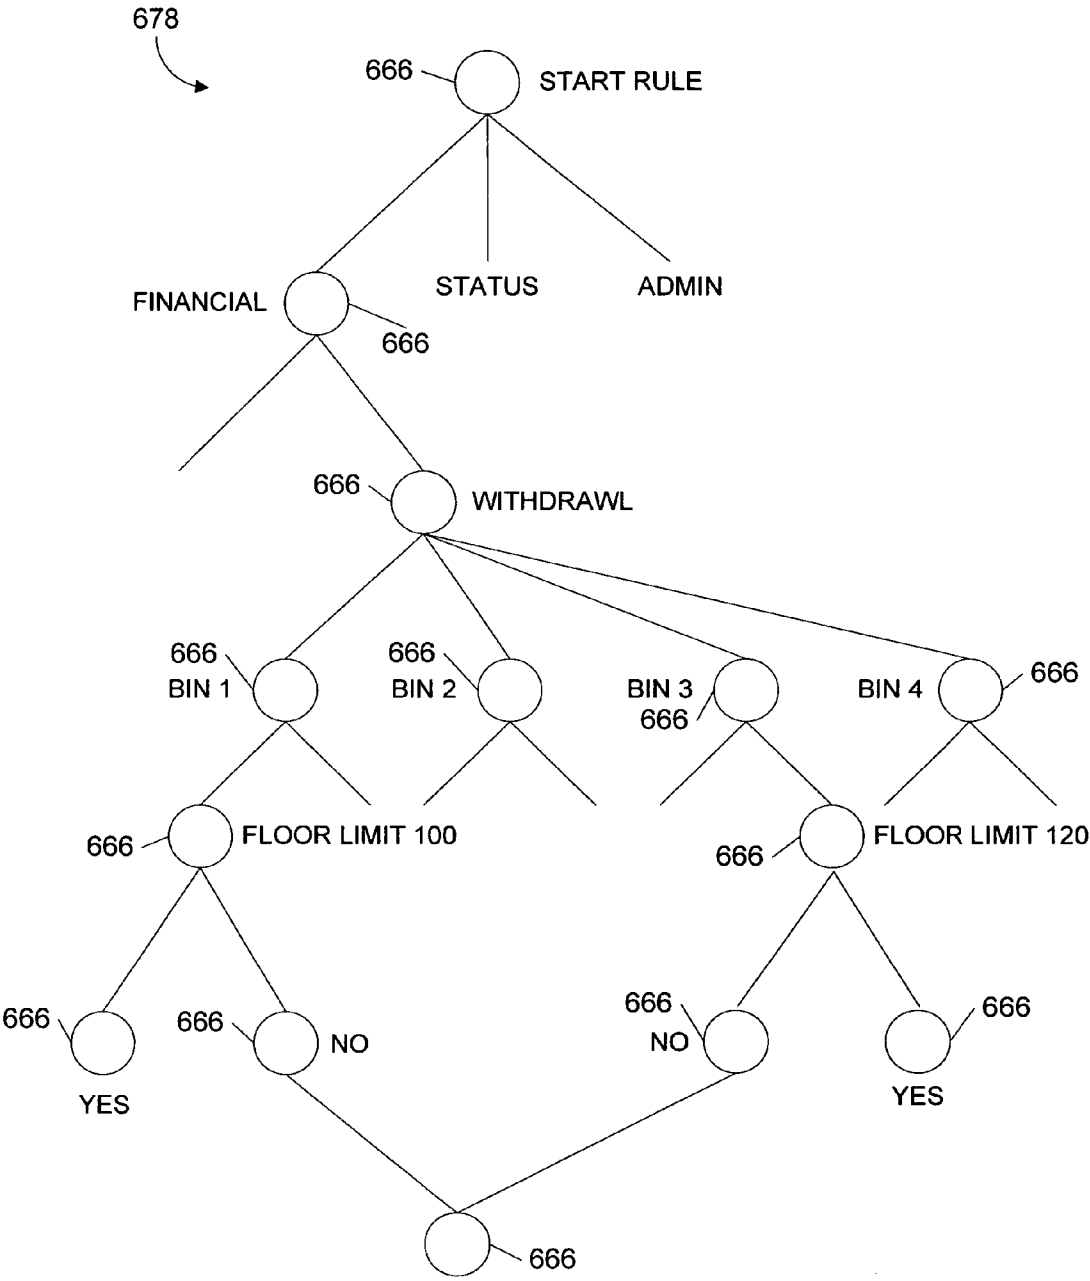 678
666 START RULE
FINANCIAL STATUS ADMIN
666
666 WITHDRAWL
666 666 666
BIN 1 BIN 2 BIN 3 BIN 4
666
666 FLOOR LIMIT 100 666 FLOOR LIMIT 120
666 666 NO 666 NO 666
YES YES
666